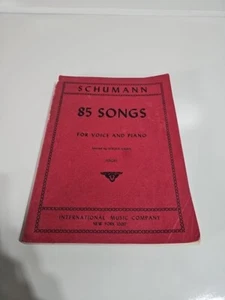 SCHUMANN
85 SONGS
FOR VOICE AND PIANO
INTERNATIONAL MUSIC COMPANY
NEW YORK CITY